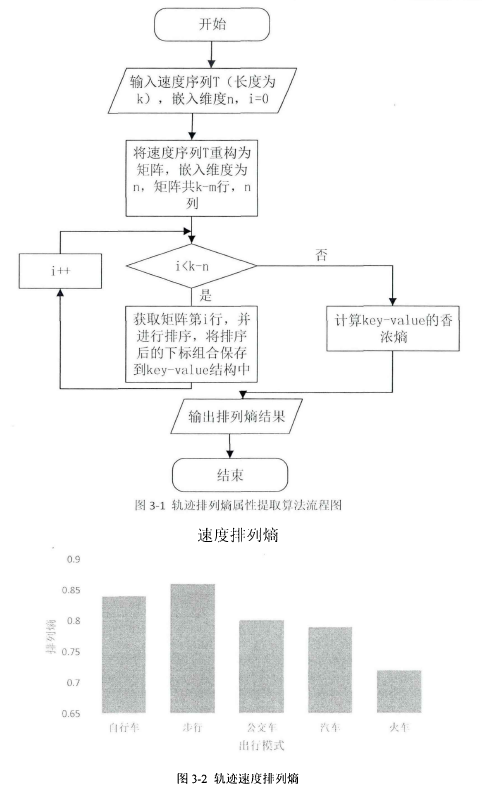 开始
输入速度序列T（长度为
k），嵌入维度n，i=0
将速度序列T重构为
矩阵，嵌入维度为
n，矩阵共k-m行，n
列
i++
i<k-n
否
是
获取矩阵第i行，并
进行排序，将排序
后的下标组合保存
到key-value结构中
计算key-value的香
浓熵
输出排列熵结果
结束
图 3-1 轨迹排列熵属性提取算法流程图
速度排列熵
0.9
0.85
0.8
0.75
0.7
0.65
排列熵
自行车
步行
公交车
汽车
火车
出行模式
图 3-2 轨迹速度排列熵